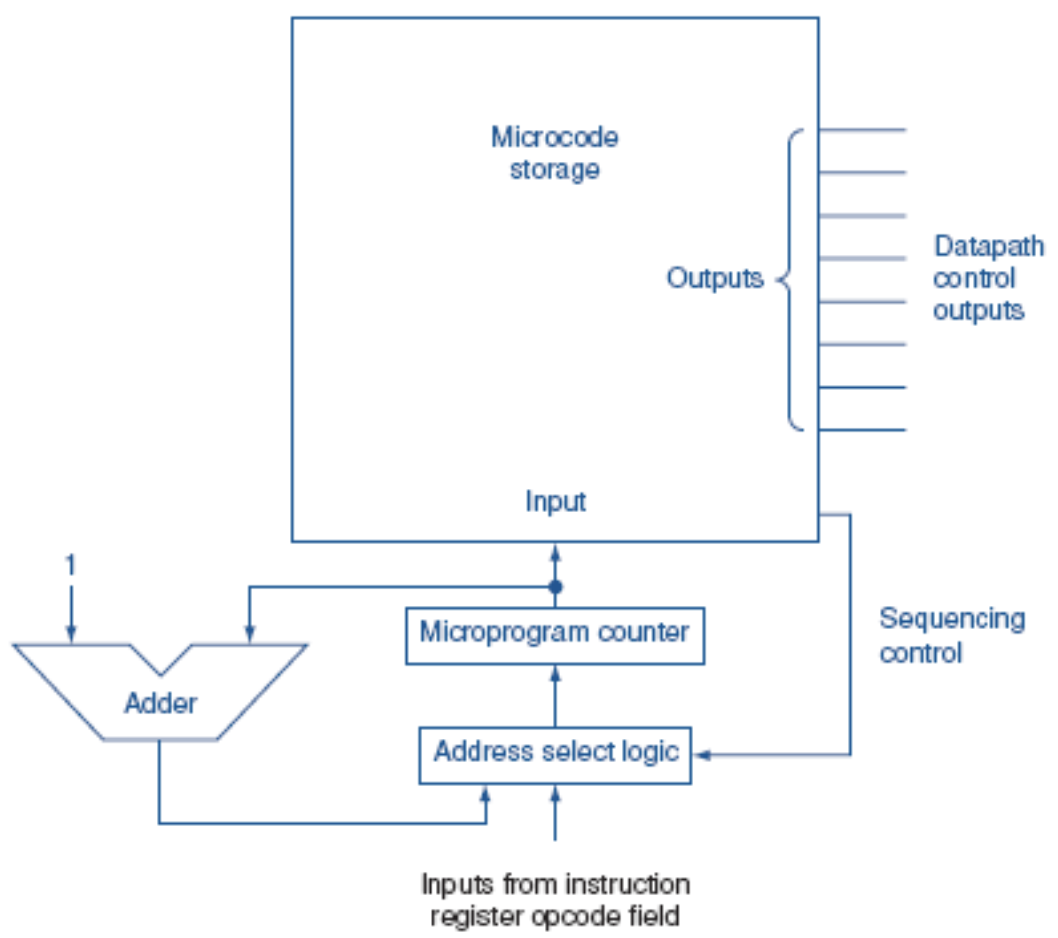 Microcode
storage
Outputs
Datapath
control
outputs
Input
1
Microprogram counter
Sequencing
control
Adder
Address select logic
Inputs from instruction
register opcode field